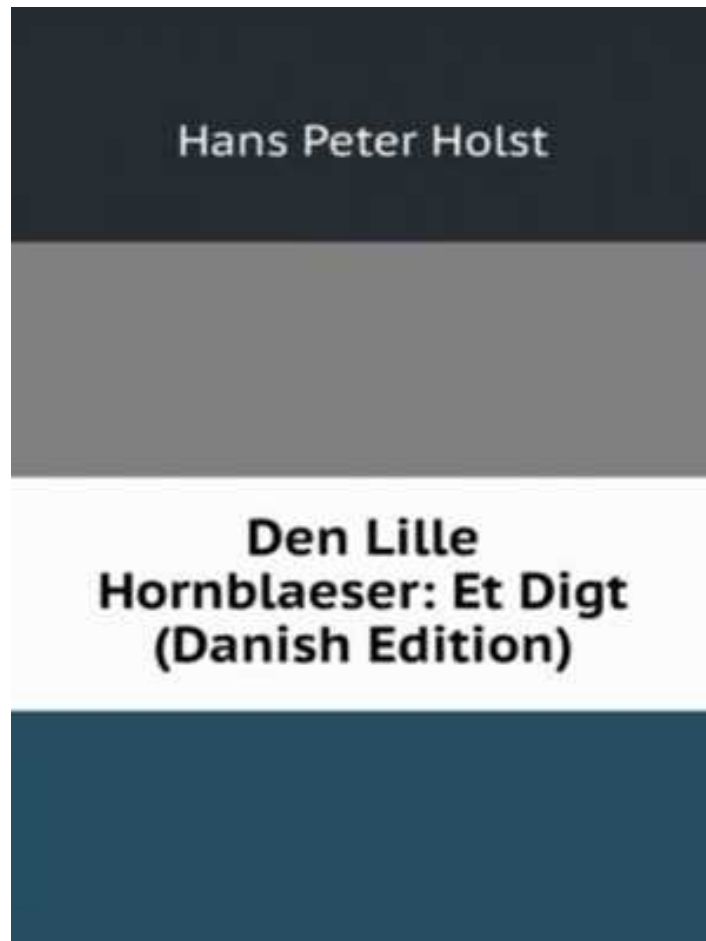 Hans Peter Holst
Den Lille
Hornblaeser: Et Digt
(Danish Edition)